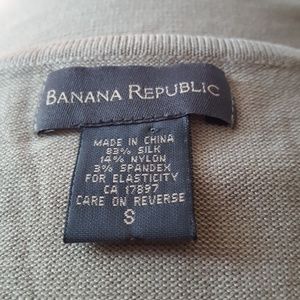 BANANA REPUBLIC
MADE IN CHINA
83% SILK
14% NYLON
3% SPANDEX
FOR ELASTICITY
CA 17897
CARE ON REVERSE
S